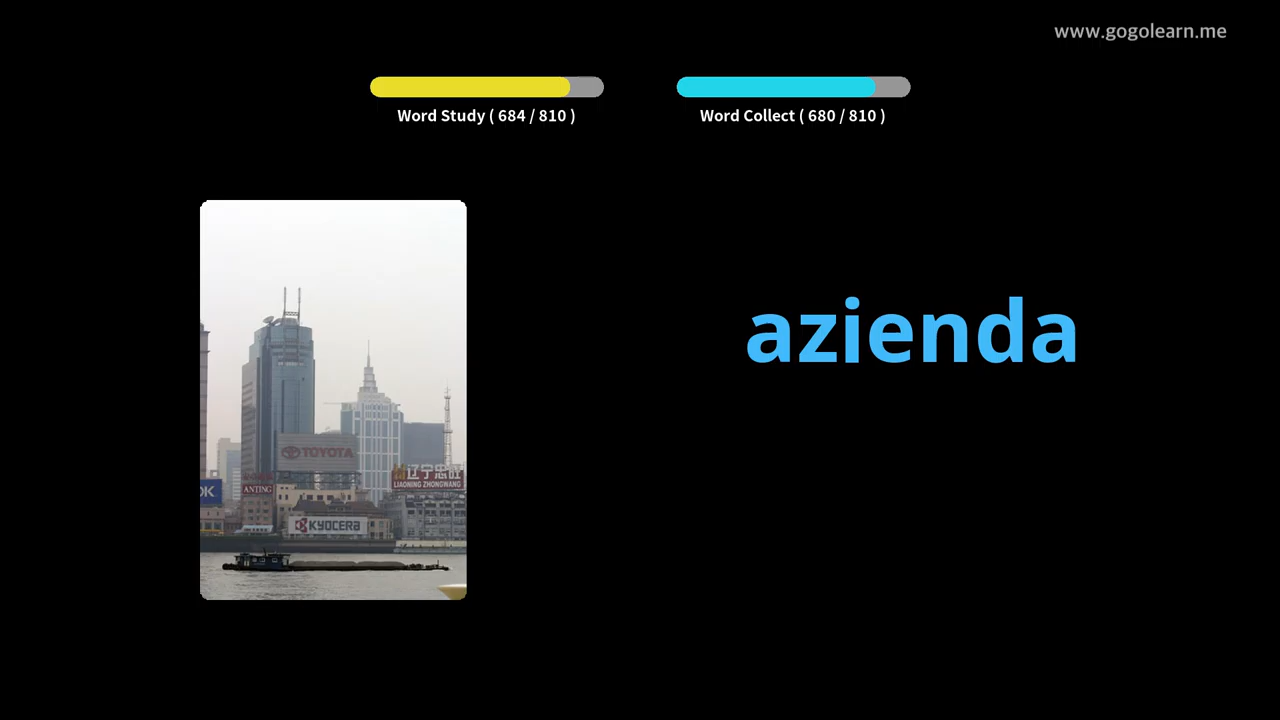 www.gogolearn.me
Word Study ( 684 / 810 )
Word Collect ( 680 / 810 )
azienda
TOYOTA
辽宁忠旺
LIAONING ZHONGWANG
OK
ANTING
KYOCERA